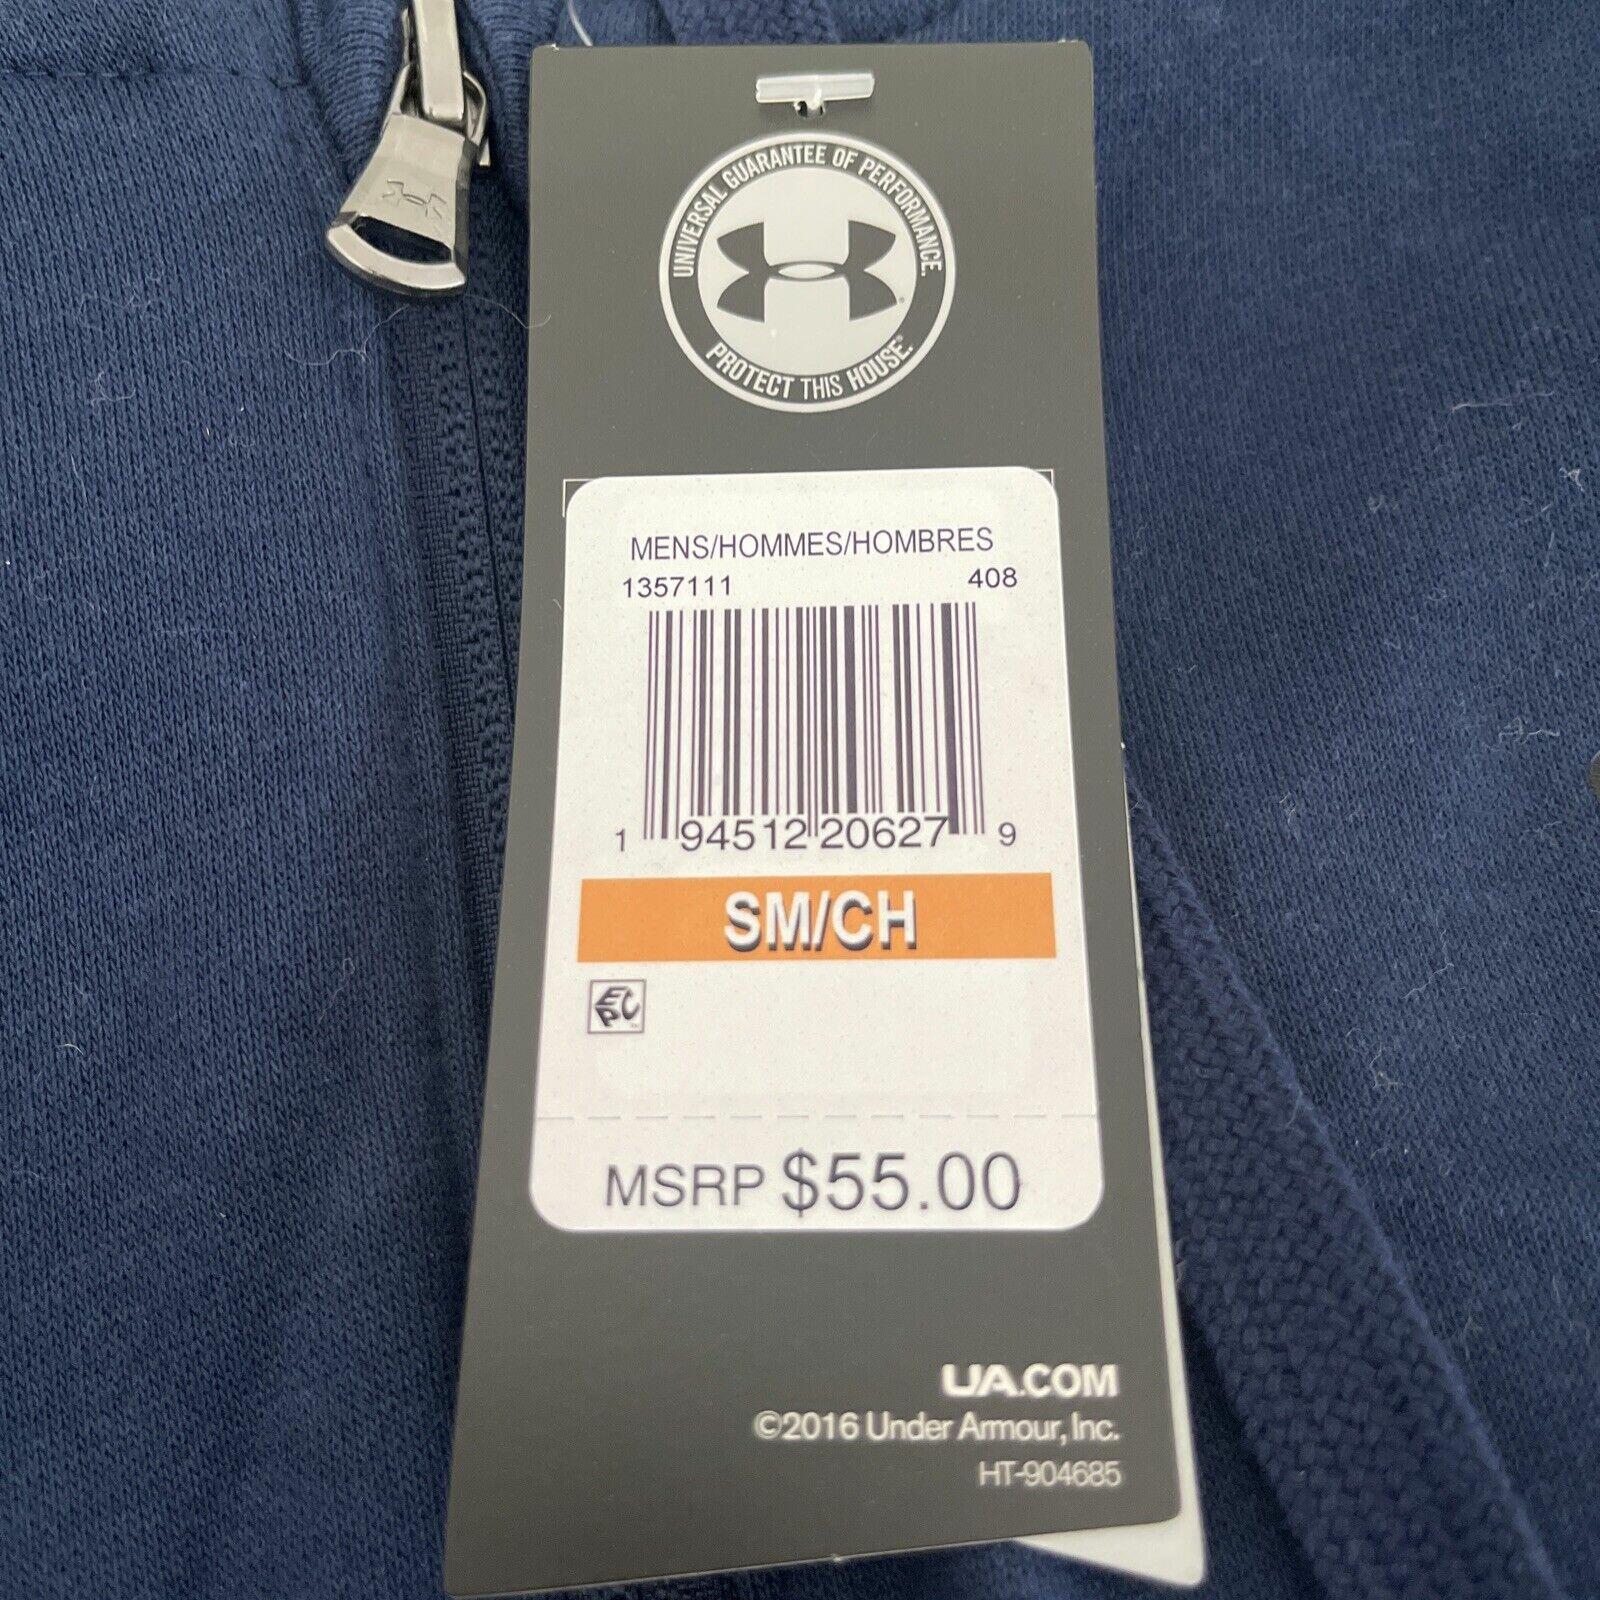 UNIVERSAL GUARANTEE OF PERFORMANCE.
PROTECT THIS HOUSE.®
MENS/HOMMES/HOMBRES
1357111 408
1 94512 20627 9
SM/CH
EPC
MSRP $55.00
UA.COM
©2016 Under Armour, Inc.
HT-904685